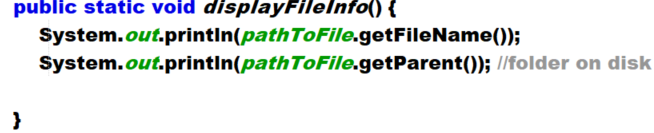 public static void displayFileInfo() {
System.out.println(pathToFile.getFileName());
System.out.println(pathToFile.getParent()); //folder on disk
}